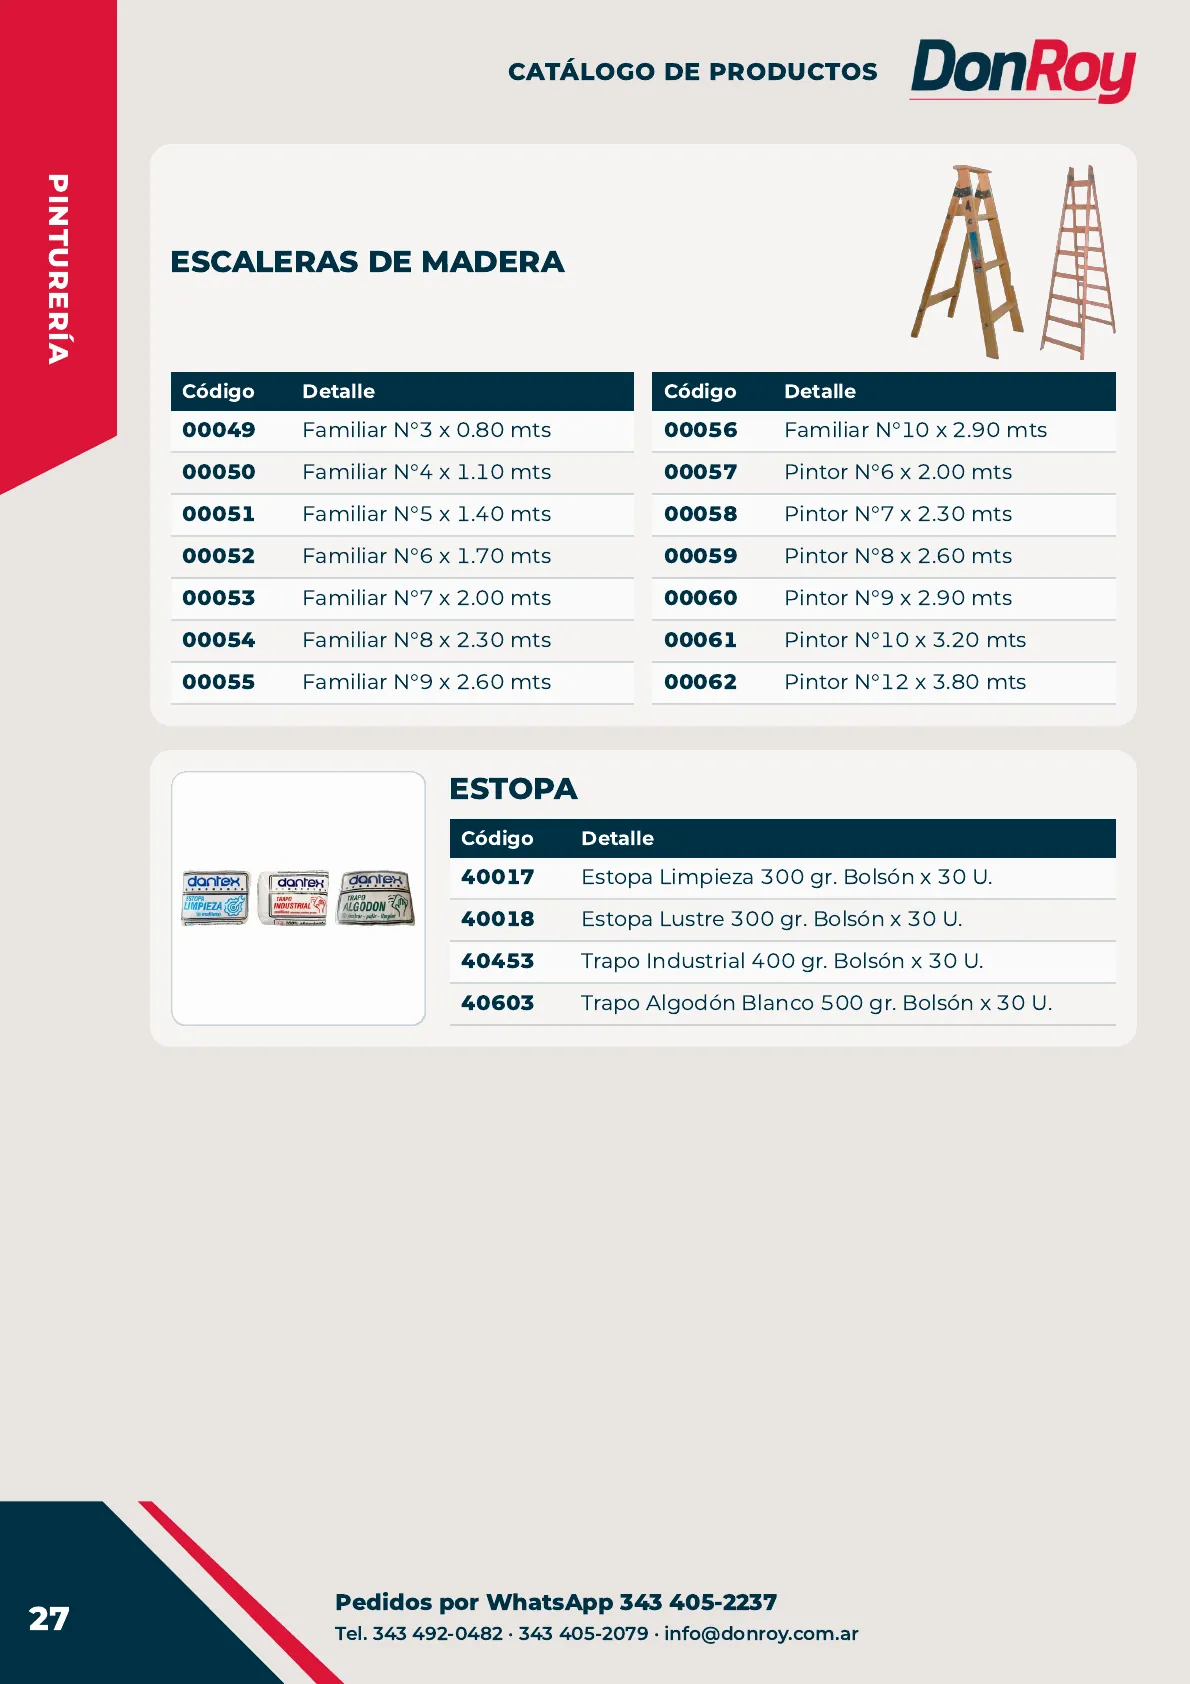 CATÁLOGO DE PRODUCTOS
DonRoy
PINTURERÍA
ESCALERAS DE MADERA
Código Detalle
00049 Familiar N°3 x 0.80 mts
00050 Familiar N°4 x 1.10 mts
00051 Familiar N°5 x 1.40 mts
00052 Familiar N°6 x 1.70 mts
00053 Familiar N°7 x 2.00 mts
00054 Familiar N°8 x 2.30 mts
00055 Familiar N°9 x 2.60 mts
Código Detalle
00056 Familiar N°10 x 2.90 mts
00057 Pintor N°6 x 2.00 mts
00058 Pintor N°7 x 2.30 mts
00059 Pintor N°8 x 2.60 mts
00060 Pintor N°9 x 2.90 mts
00061 Pintor N°10 x 3.20 mts
00062 Pintor N°12 x 3.80 mts
dantex
ESTOPA
LIMPIEZA
dantex
TRAPO
INDUSTRIAL
dantex
TRAPO
ALGODON
ESTOPA
Código Detalle
40017 Estopa Limpieza 300 gr. Bolsón x 30 U.
40018 Estopa Lustre 300 gr. Bolsón x 30 U.
40453 Trapo Industrial 400 gr. Bolsón x 30 U.
40603 Trapo Algodón Blanco 500 gr. Bolsón x 30 U.
27
Pedidos por WhatsApp 343 405-2237
Tel. 343 492-0482 · 343 405-2079 · info@donroy.com.ar